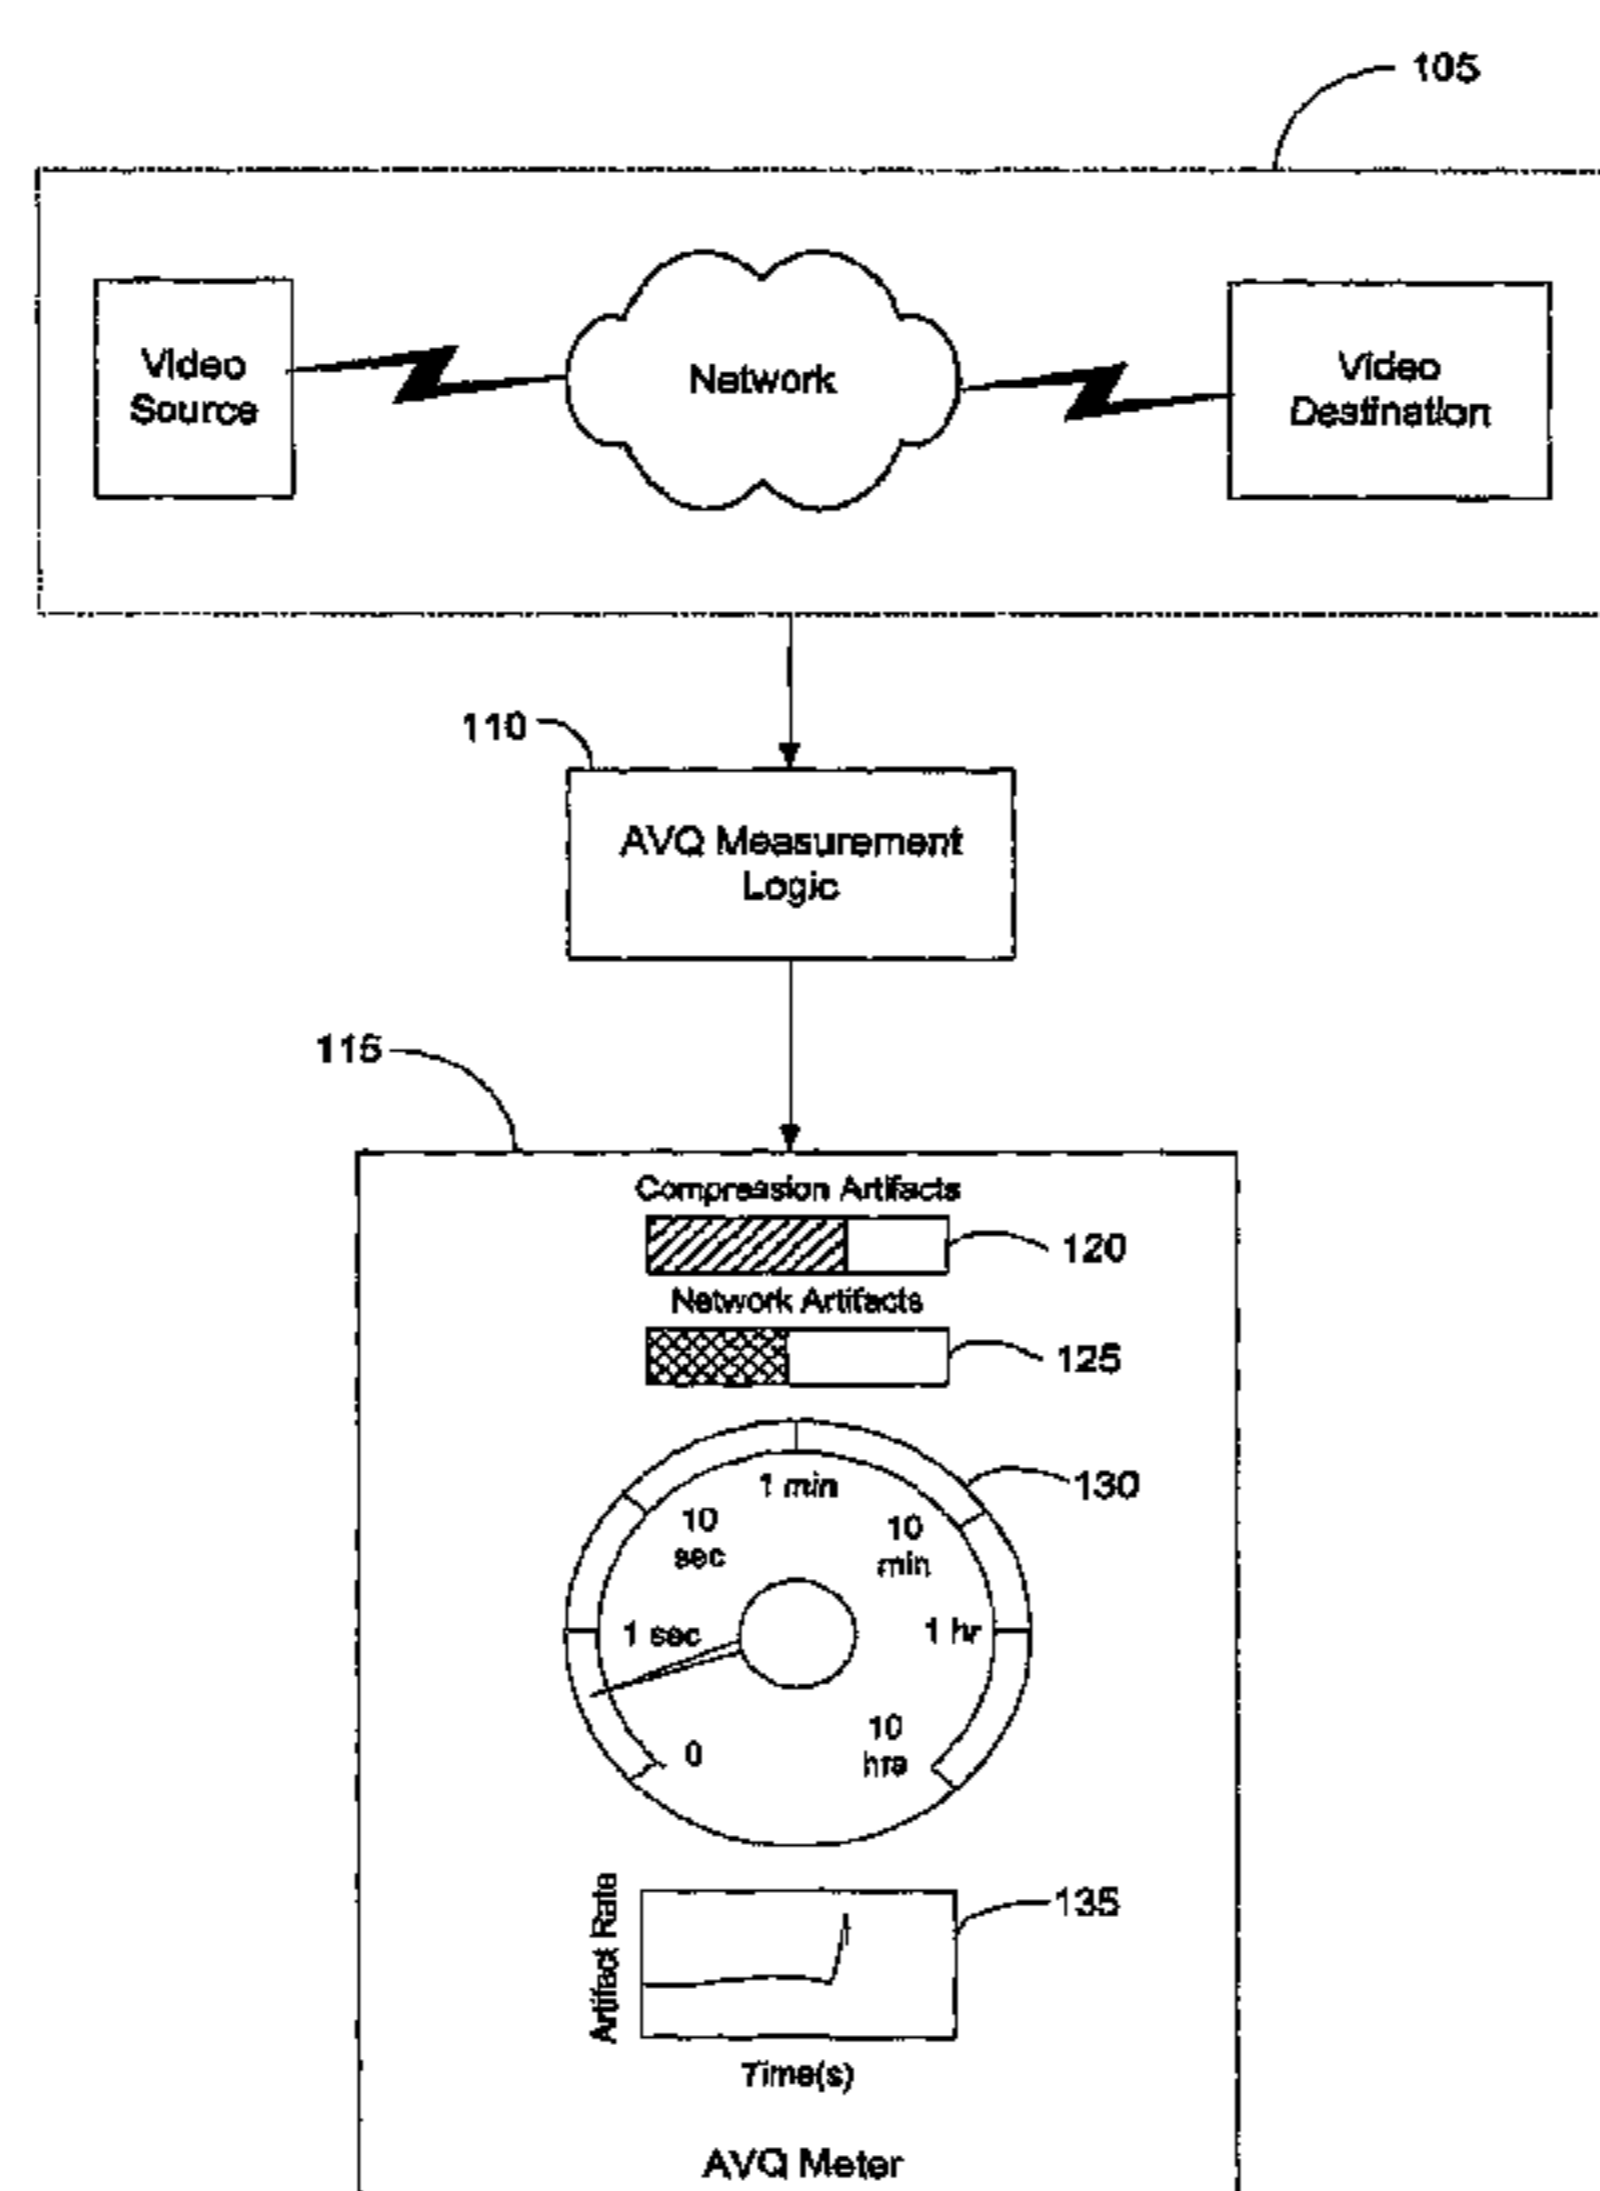 105
Video
Source
Network
Video
Destination
110
AVQ Measurement
Logic
115
Compression Artifacts
120
Network Artifacts
125
130
1 min
10
sec
10
min
1 sec
1 hr
0
10
hrs
135
Artifact Rate
Time(s)
AVQ Meter